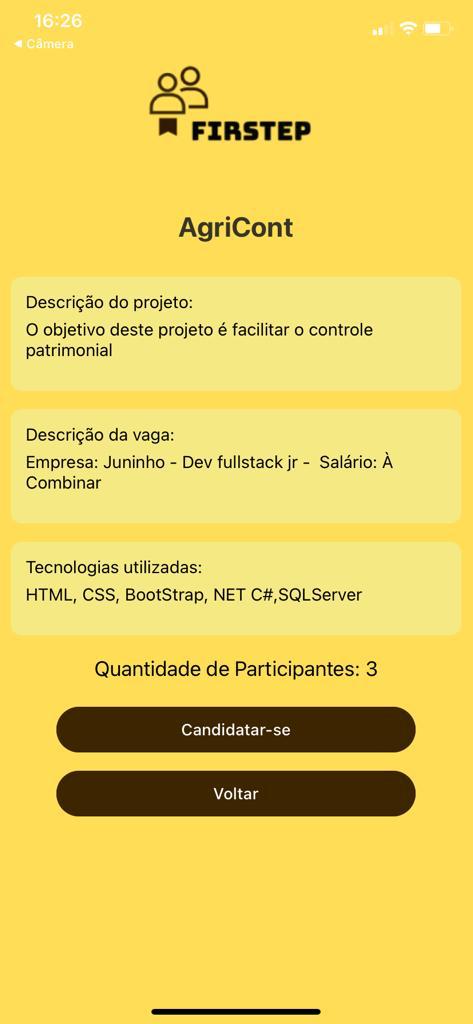 16:26
◀ Câmera
FIRSTEP
AgriCont
Descrição do projeto:
O objetivo deste projeto é facilitar o controle
patrimonial
Descrição da vaga:
Empresa: Juninho - Dev fullstack jr -  Salário: À
Combinar
Tecnologias utilizadas:
HTML, CSS, BootStrap, NET C#,SQLServer
Quantidade de Participantes: 3
Candidatar-se
Voltar